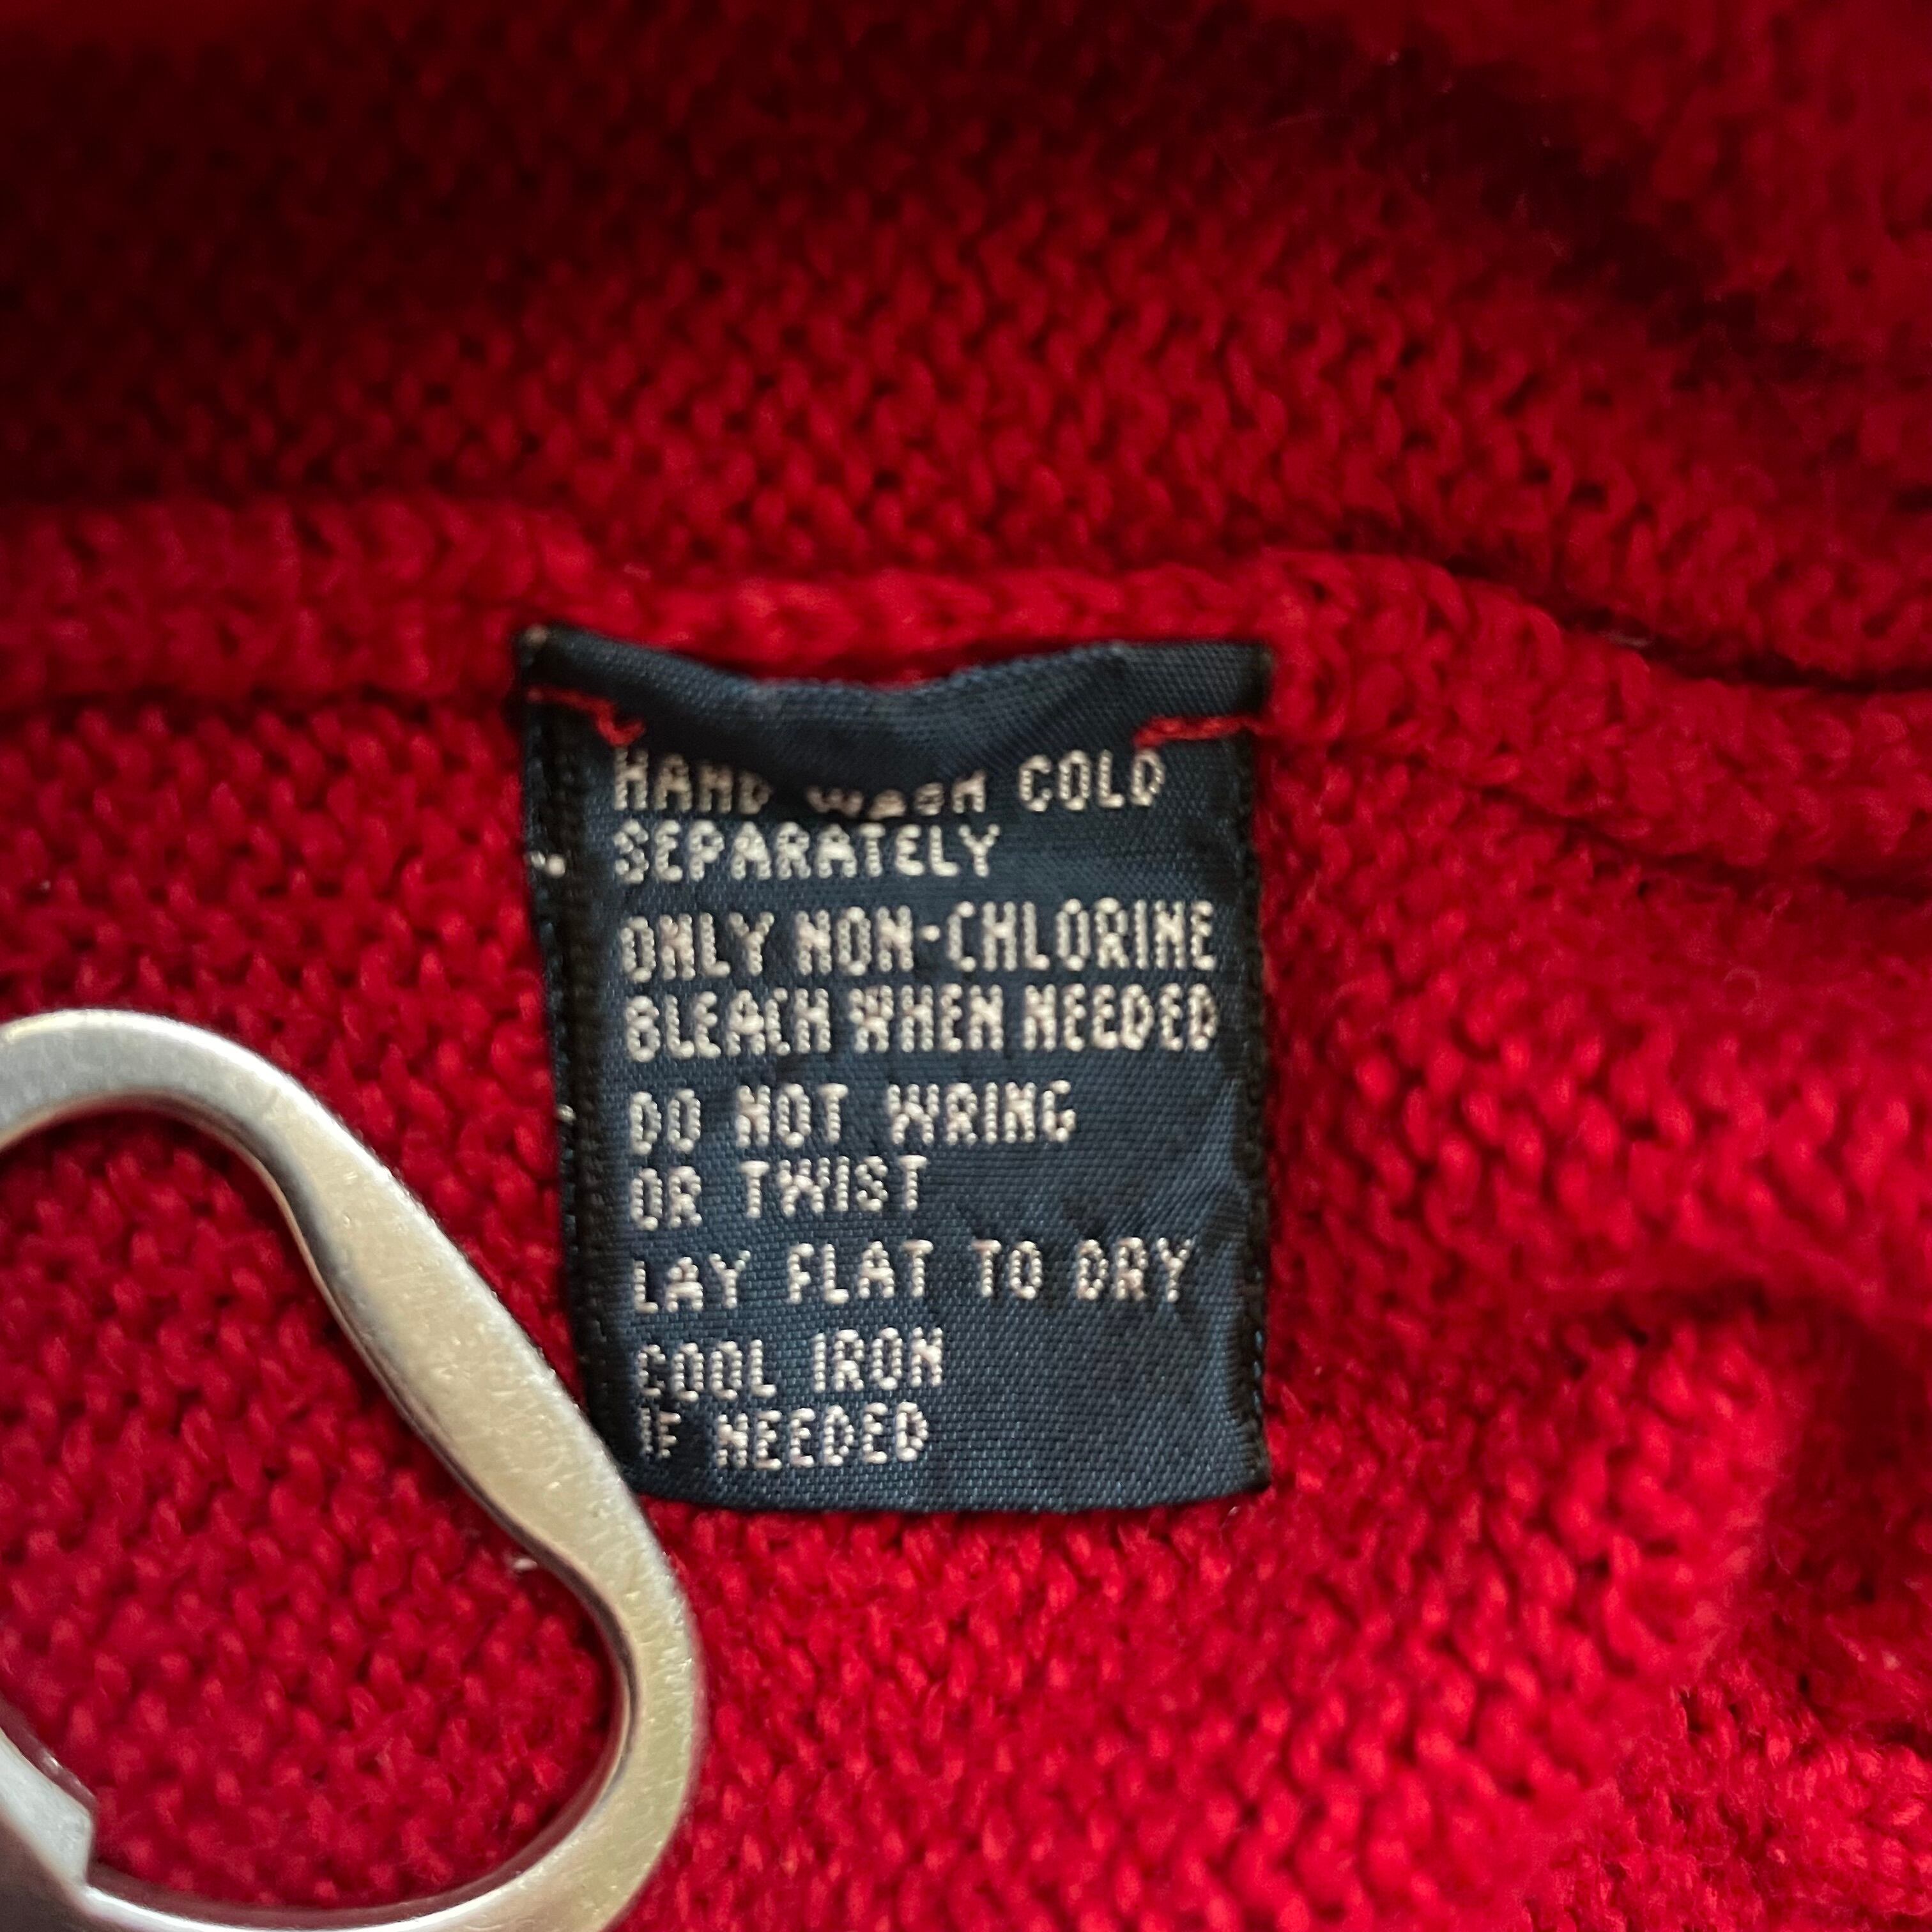 HAND WASH COLD
SEPARATELY
ONLY NON-CHLORINE
BLEACH WHEN NEEDED
DO NOT WRING
OR TWIST
LAY FLAT TO DRY
COOL IRON
IF NEEDED